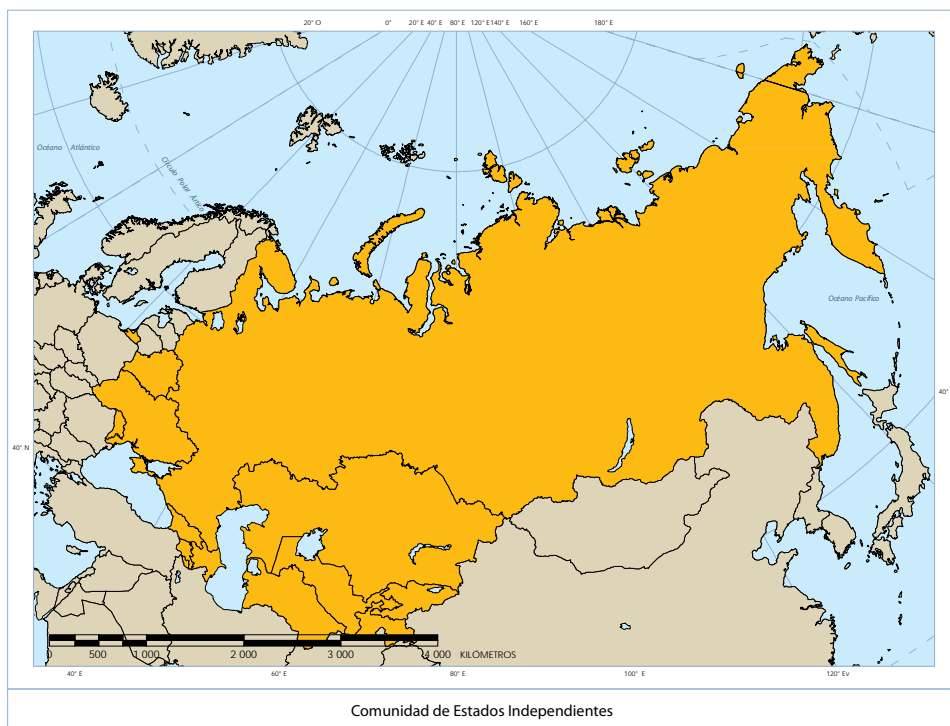 20° O 0° 20° E 40° E 80° E 120° E 140° E 160° E 180° E
Océano Atlántico
Círculo Polar Ártico
Océano Pacífico
40°
40° N
0 500 1 000 2 000 3 000 4 000 KILÓMETROS
40° E 60° E 80° E 100° E 120° Ev
Comunidad de Estados Independientes